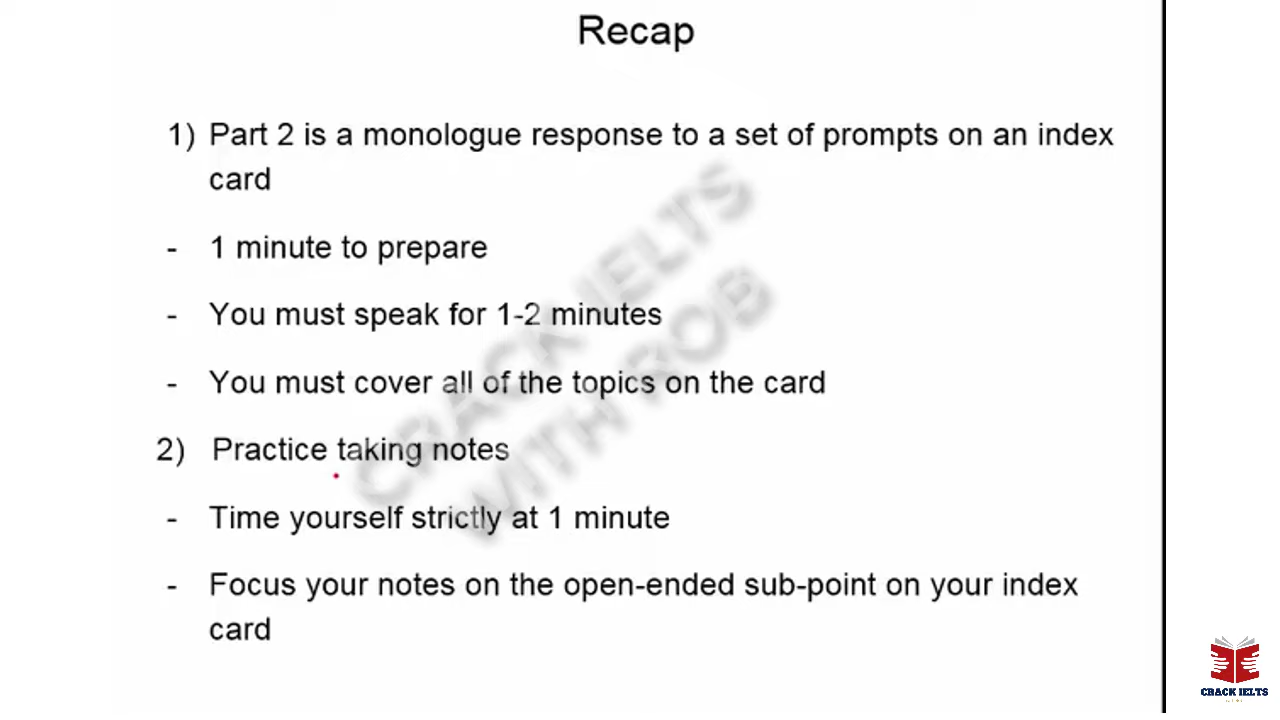 Recap
1) Part 2 is a monologue response to a set of prompts on an index
card
- 1 minute to prepare
- You must speak for 1-2 minutes
- You must cover all of the topics on the card
2) Practice taking notes
- Time yourself strictly at 1 minute
- Focus your notes on the open-ended sub-point on your index
card
CRACK IELTS
WITH ROB
CRACK IELTS